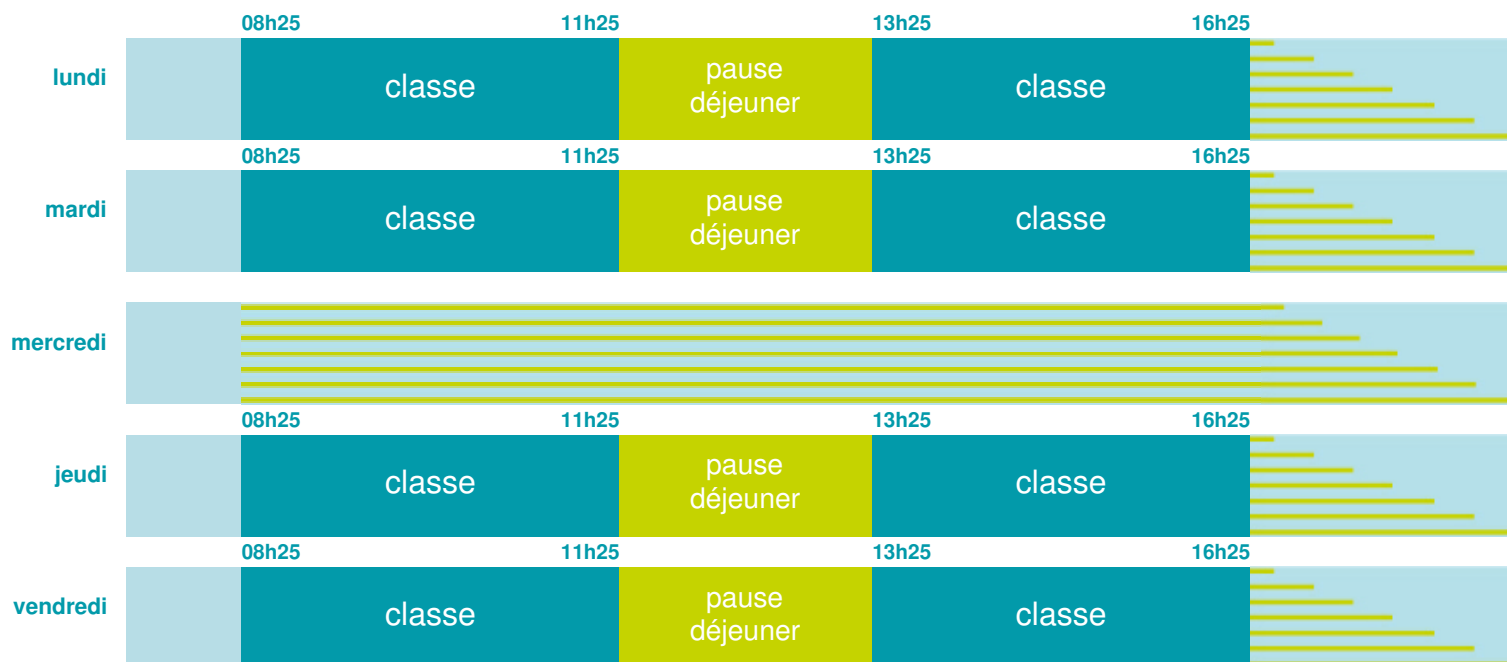 08h25 11h25 13h25 16h25
lundi classe pause déjeuner classe
08h25 11h25 13h25 16h25
mardi classe pause déjeuner classe
mercredi
08h25 11h25 13h25 16h25
jeudi classe pause déjeuner classe
08h25 11h25 13h25 16h25
vendredi classe pause déjeuner classe